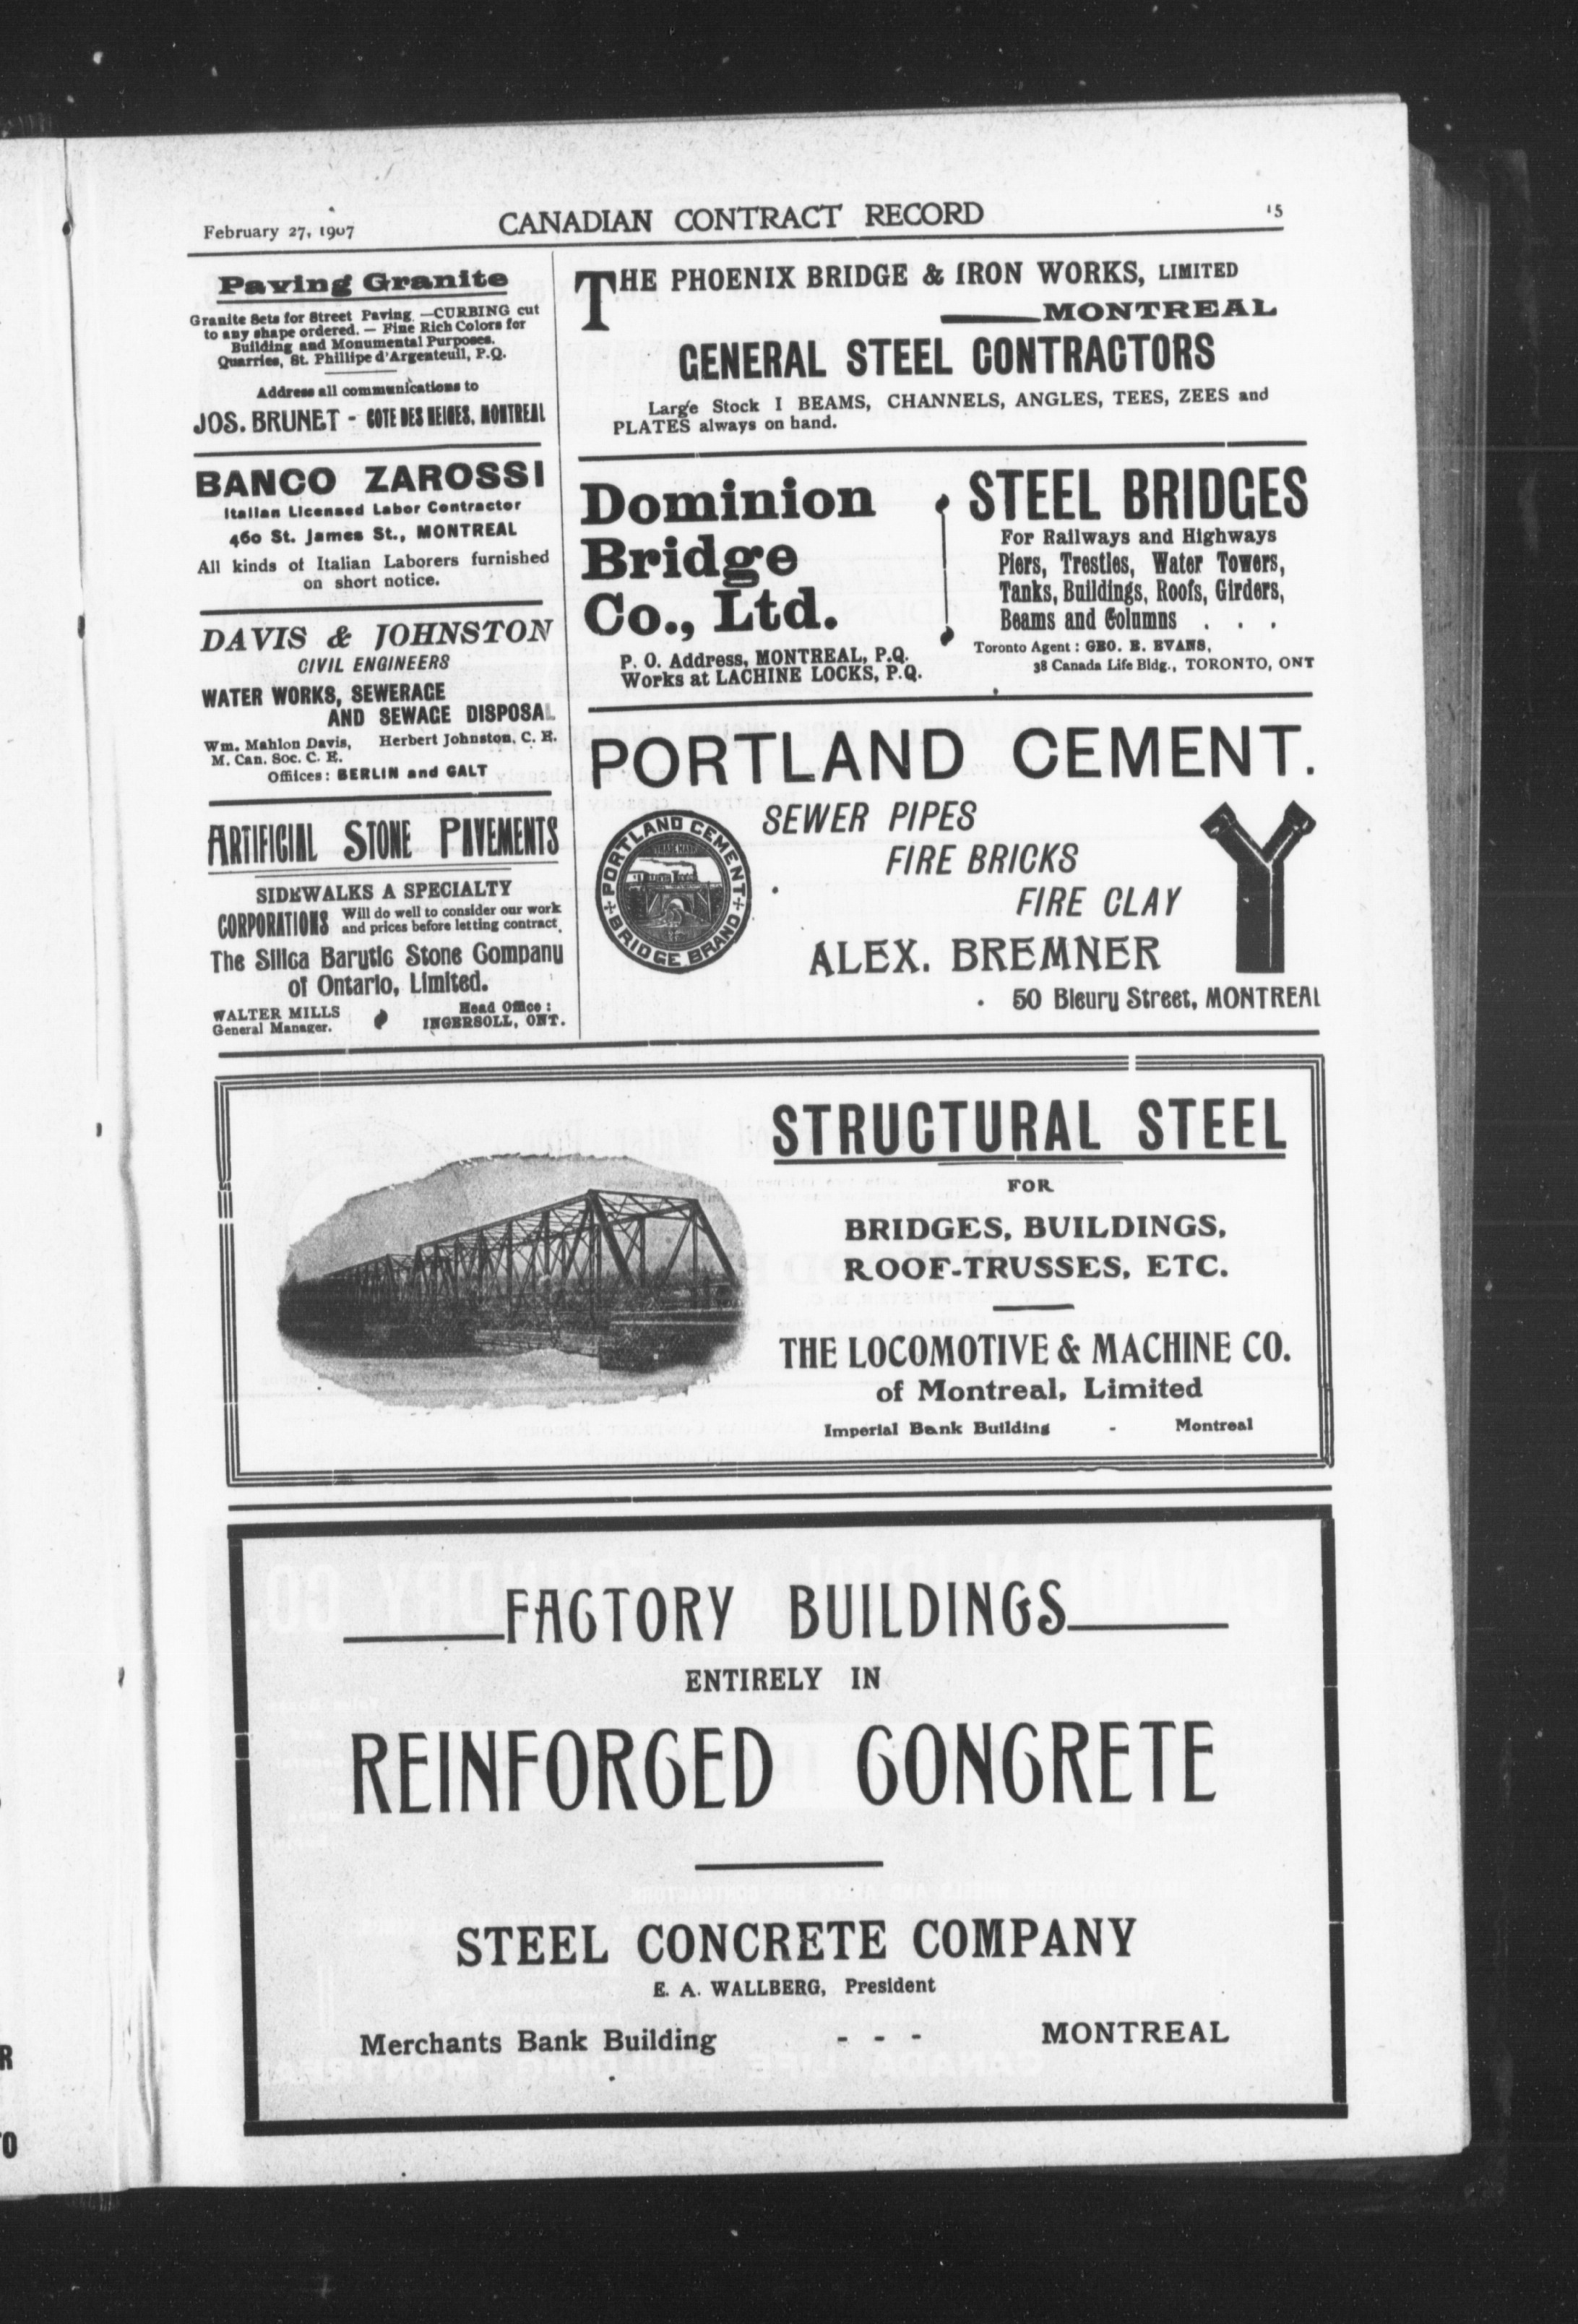 February 27, 1907
CANADIAN CONTRACT RECORD
15
Paving Granite
Granite Sets for Street Paving.—CURBING cut
to any shape ordered.— Fine Rich Colors for
Building and Monumental Purposes.
Quarries, St. Phillipe d'Argenteuil, P.Q.
Address all communications to
JOS. BRUNET - COTE DES NEIGES, MONTREAL
BANCO ZAROSSI
Italian Licensed Labor Contractor
460 St. James St., MONTREAL
All kinds of Italian Laborers furnished
on short notice.
DAVIS & JOHNSTON
CIVIL ENGINEERS
WATER WORKS, SEWERAGE
AND SEWAGE DISPOSAL
Wm. Mahlon Davis, Herbert Johnston, C. E.
M. Can. Soc. C. E.
Offices: BERLIN and GALT
ARTIFICIAL STONE PAVEMENTS
SIDEWALKS A SPECIALTY
CORPORATIONS Will do well to consider our work
and prices before letting contract.
The Silica Barytic Stone Company
of Ontario, Limited.
WALTER MILLS
General Manager.
Head Office:
INGERSOLL, ONT.
THE PHOENIX BRIDGE & IRON WORKS, LIMITED
MONTREAL
GENERAL STEEL CONTRACTORS
Large Stock I BEAMS, CHANNELS, ANGLES, TEES, ZEES and
PLATES always on hand.
Dominion
Bridge
Co., Ltd.
P. O. Address, MONTREAL, P.Q.
Works at LACHINE LOCKS, P.Q.
STEEL BRIDGES
For Railways and Highways
Piers, Trestles, Water Towers,
Tanks, Buildings, Roofs, Girders,
Beams and Columns . . .
Toronto Agent: GEO. E. EVANS,
38 Canada Life Bldg., TORONTO, ONT
PORTLAND CEMENT.
PORTLAND CEMENT
TRADE MARK
BRIDGE BRAND
SEWER PIPES
FIRE BRICKS
FIRE CLAY
ALEX. BREMNER
50 Bleury Street, MONTREAL
STRUCTURAL STEEL
FOR
BRIDGES, BUILDINGS,
ROOF-TRUSSES, ETC.
THE LOCOMOTIVE & MACHINE CO.
of Montreal, Limited
Imperial Bank Building - Montreal
FACTORY BUILDINGS
ENTIRELY IN
REINFORCED CONCRETE
STEEL CONCRETE COMPANY
E. A. WALLBERG, President
Merchants Bank Building - - - MONTREAL